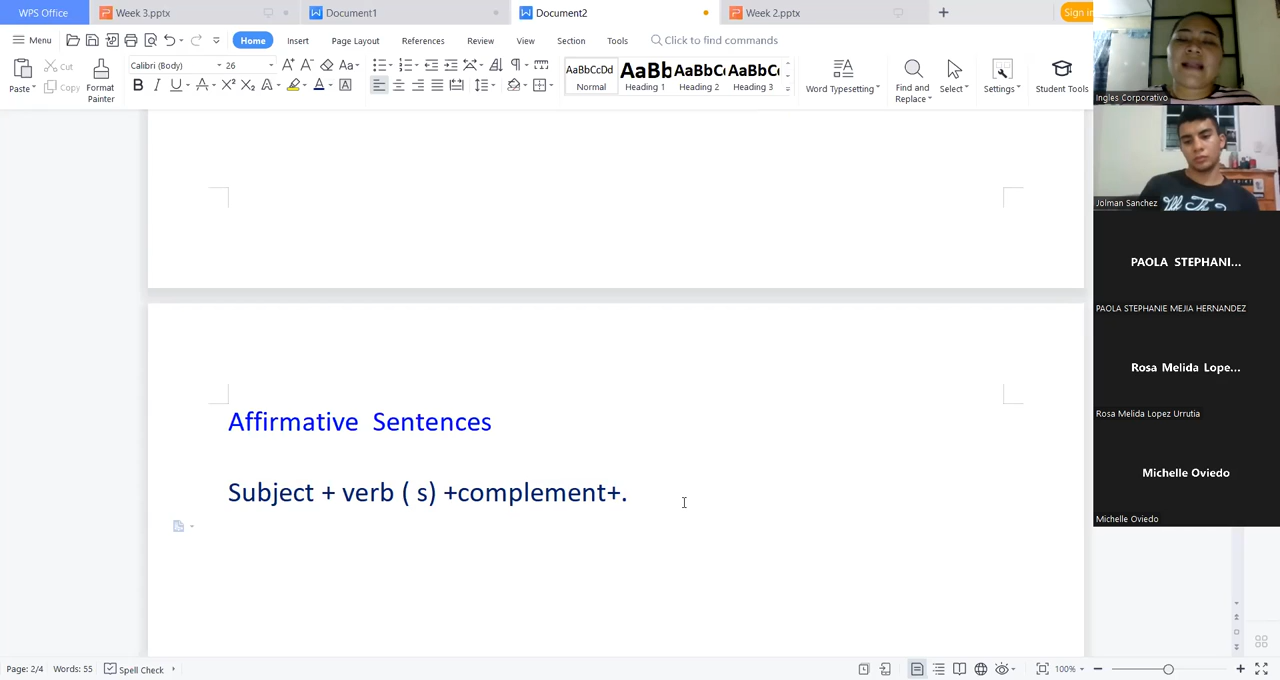 WPS Office
Week 3.pptx
Document1
Document2
Week 2.pptx
Sign in
Menu
Home
Insert
Page Layout
References
Review
View
Section
Tools
Click to find commands
Paste
Cut
Copy
Format
Painter
Calibri (Body)
26
AaBbCcDd
Normal
AaBb
Heading 1
AaBbC
Heading 2
AaBbC
Heading 3
Word Typesetting
Find and
Replace
Select
Settings
Student Tools
Ingles Corporativo
Jolman Sanchez
PAOLA STEPHANI...
PAOLA STEPHANIE MEJIA HERNANDEZ
Rosa Melida Lope...
Rosa Melida Lopez Urrutia
Michelle Oviedo
Michelle Oviedo
Affirmative Sentences
Subject + verb ( s) +complement+.
Page: 2/4
Words: 55
Spell Check
100%